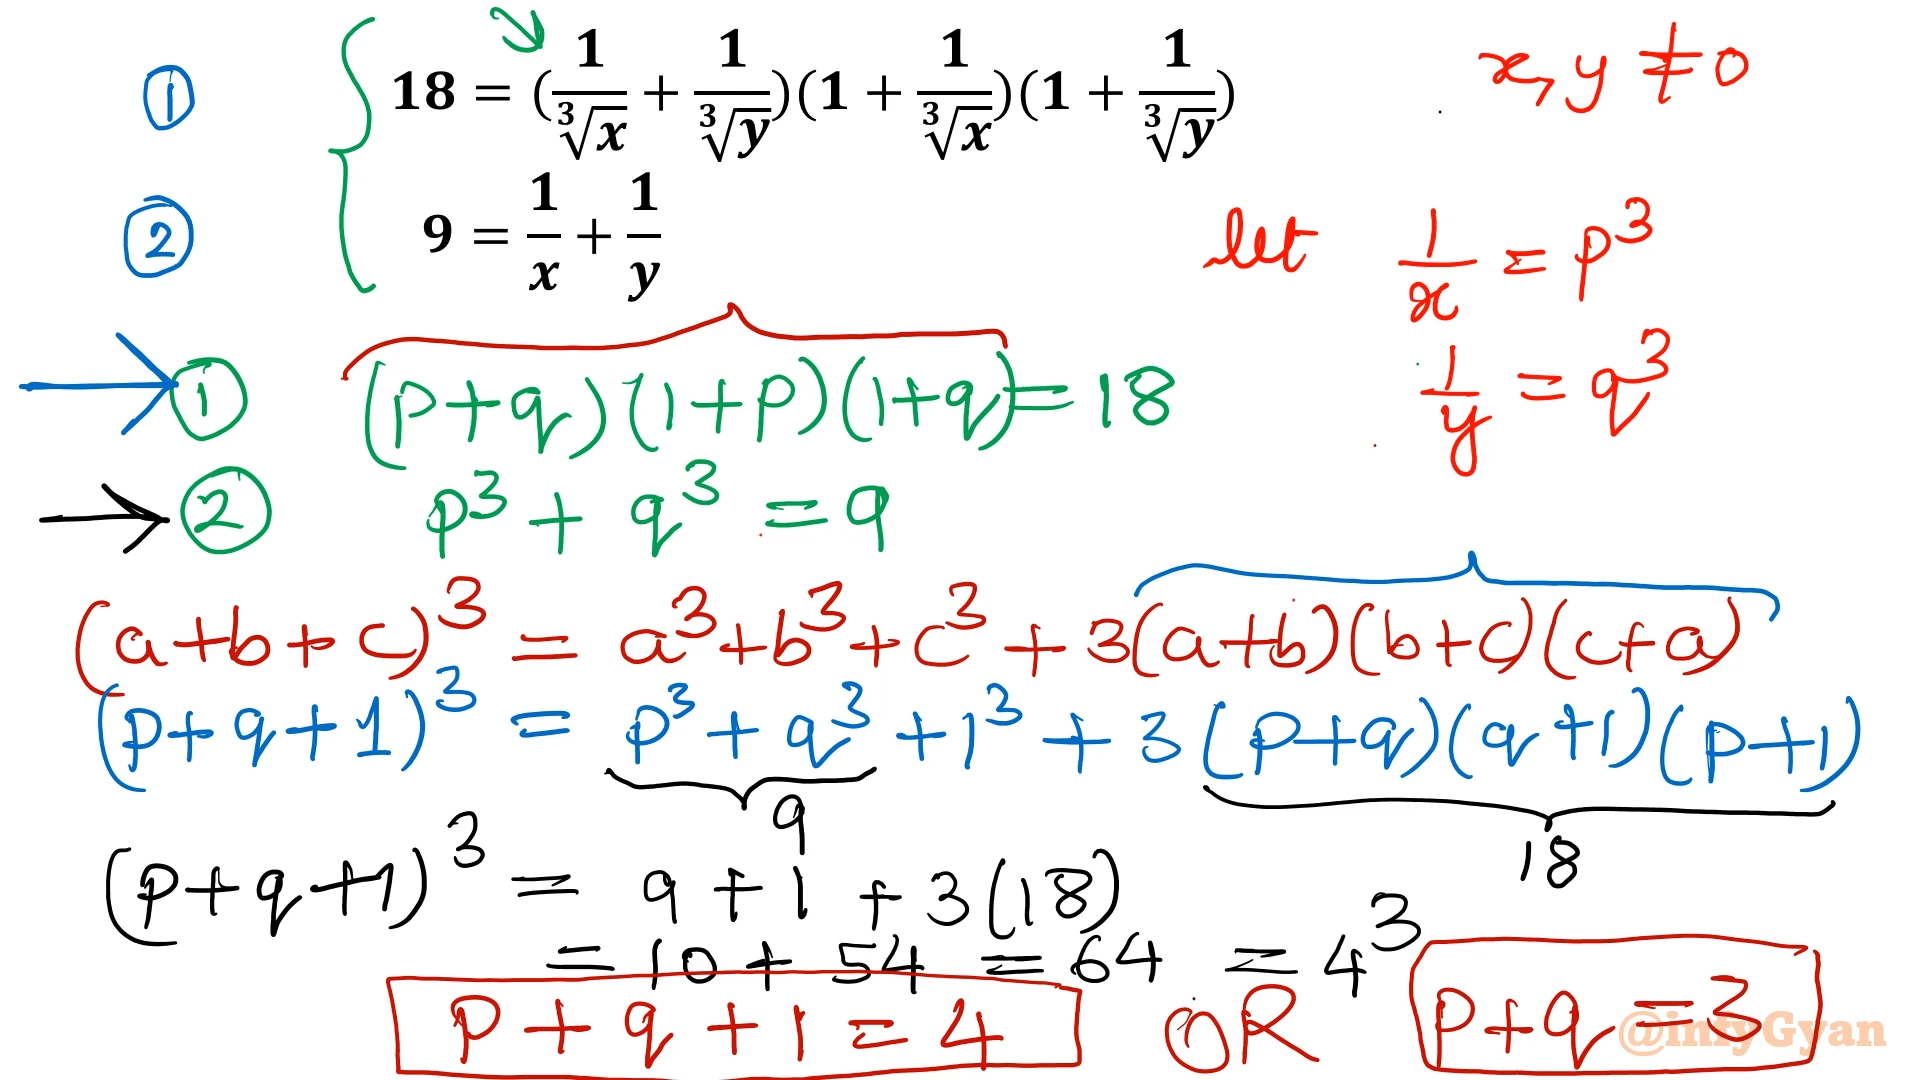 ① 18 = (1/∛x + 1/∛y)(1 + 1/∛x)(1 + 1/∛y) x, y ≠ 0
② 9 = 1/x + 1/y
let 1/x = p³
1/y = q³
① (p+q)(1+p)(1+q) = 18
② p³ + q³ = 9
(a+b+c)³ = a³+b³+c³ + 3(a+b)(b+c)(c+a)
(p+q+1)³ = p³ + q³ + 1³ + 3(p+q)(q+1)(p+1)
9 18
(p+q+1)³ = 9 + 1 + 3(18)
= 10 + 54 = 64 = 4³
p + q + 1 = 4 OR p+q = 3
@infyGyan